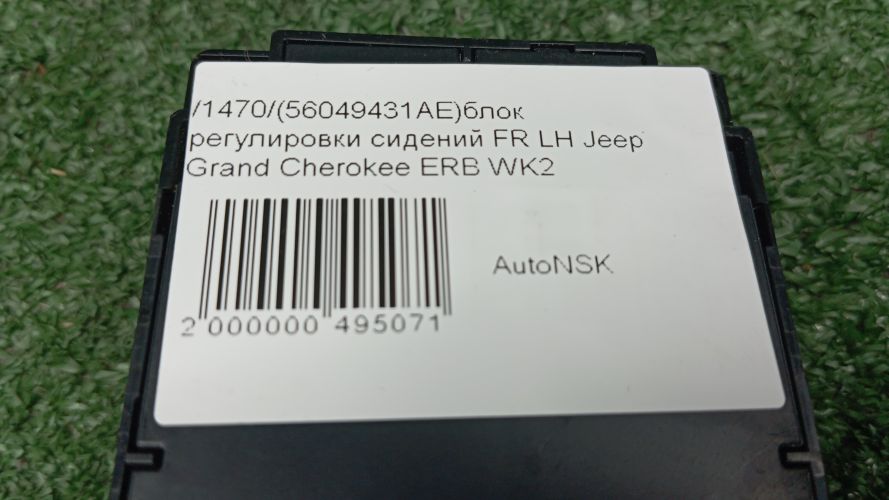 /1470/(56049431AE)блок
регулировки сидений FR LH Jeep
Grand Cherokee ERB WK2
AutoNSK
2 000000 495071